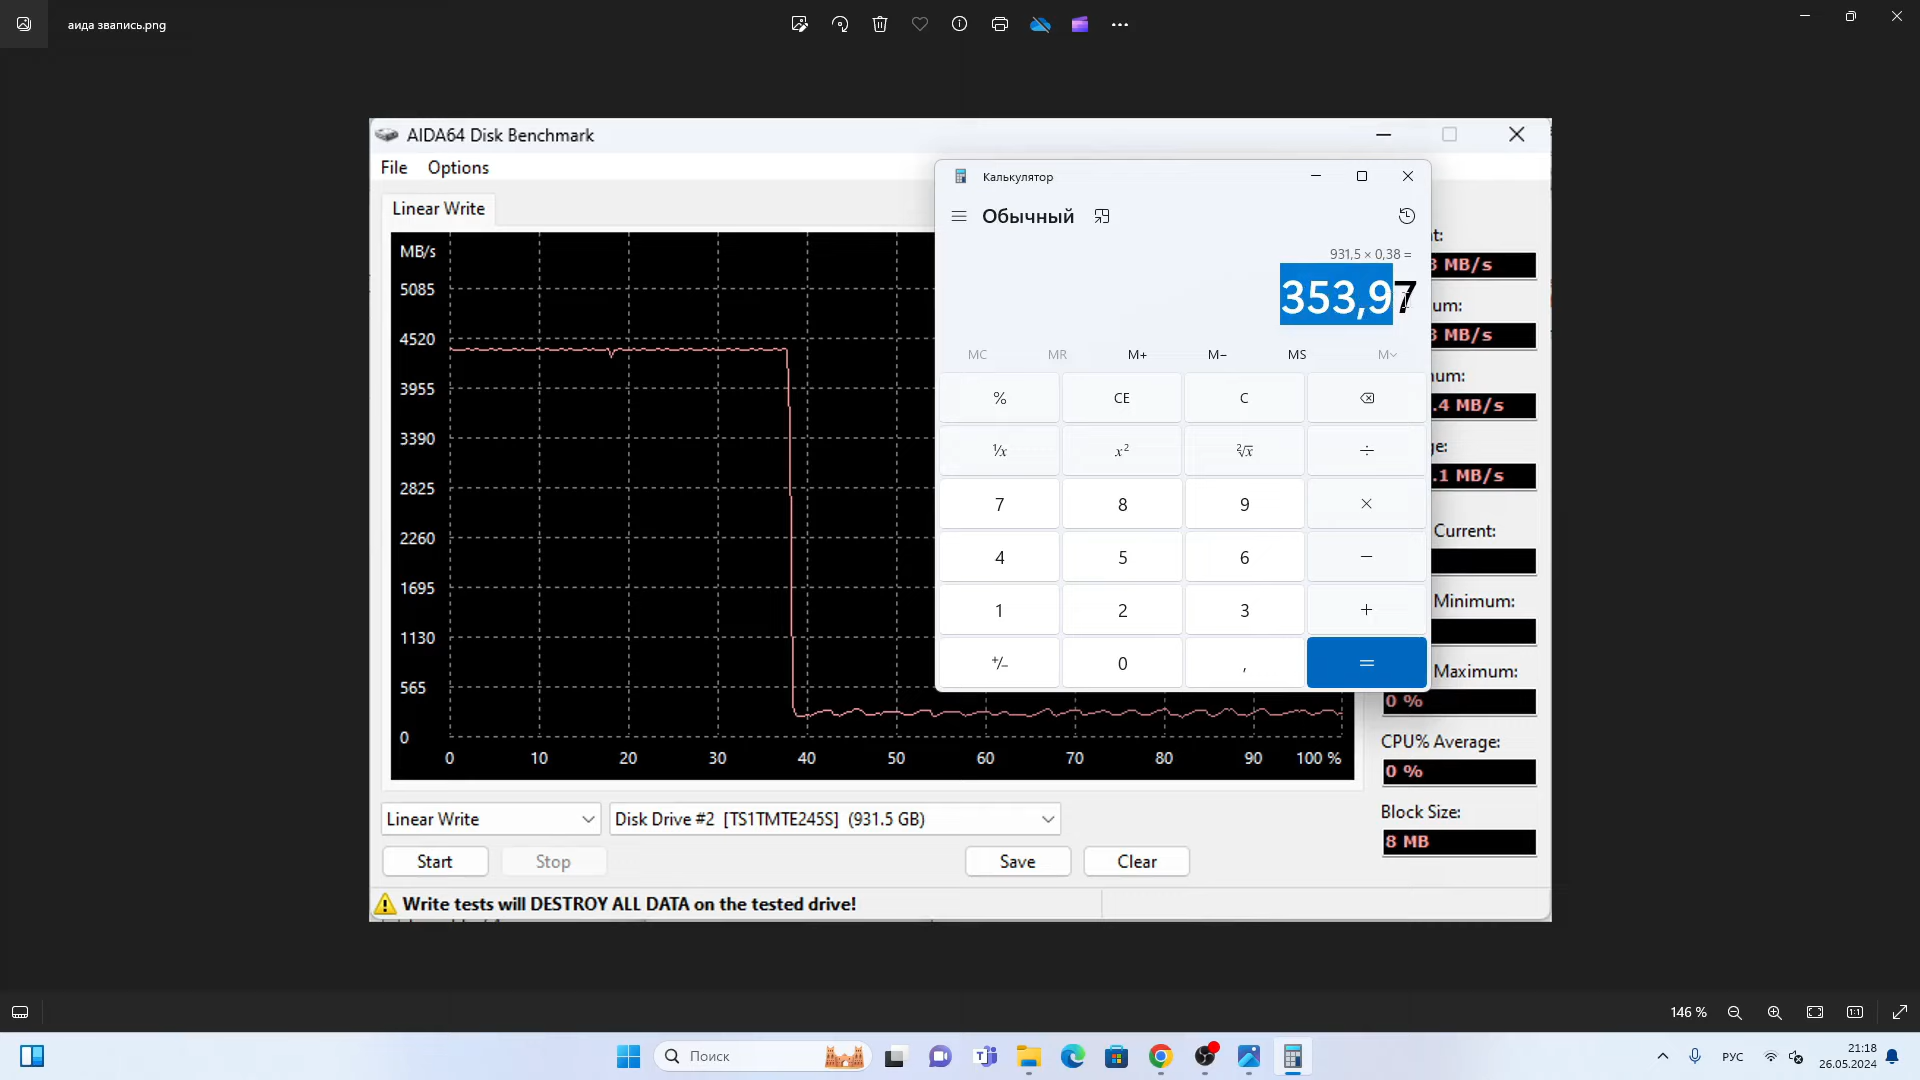 аида звапись.png
AIDA64 Disk Benchmark
File Options
Linear Write
MB/s
5085
4520
3955
3390
2825
2260
1695
1130
565
0
0 10 20 30 40 50 60 70 80 90 100 %
Калькулятор
Обычный
931,5 × 0,38 =
353,97
MC MR M+ M− MS M
% CE C
¹/x x² ²√x ÷
7 8 9 ×
4 5 6 −
1 2 3 +
+/− 0 , =
MB/s
MB/s
.4 MB/s
.1 MB/s
Current:
Minimum:
Maximum:
0 %
CPU% Average:
0 %
Block Size:
8 MB
Linear Write
Disk Drive #2 [TS1TMTE245S] (931.5 GB)
Start Stop Save Clear
Write tests will DESTROY ALL DATA on the tested drive!
146 %
Поиск
РУС
21:18
26.05.2024